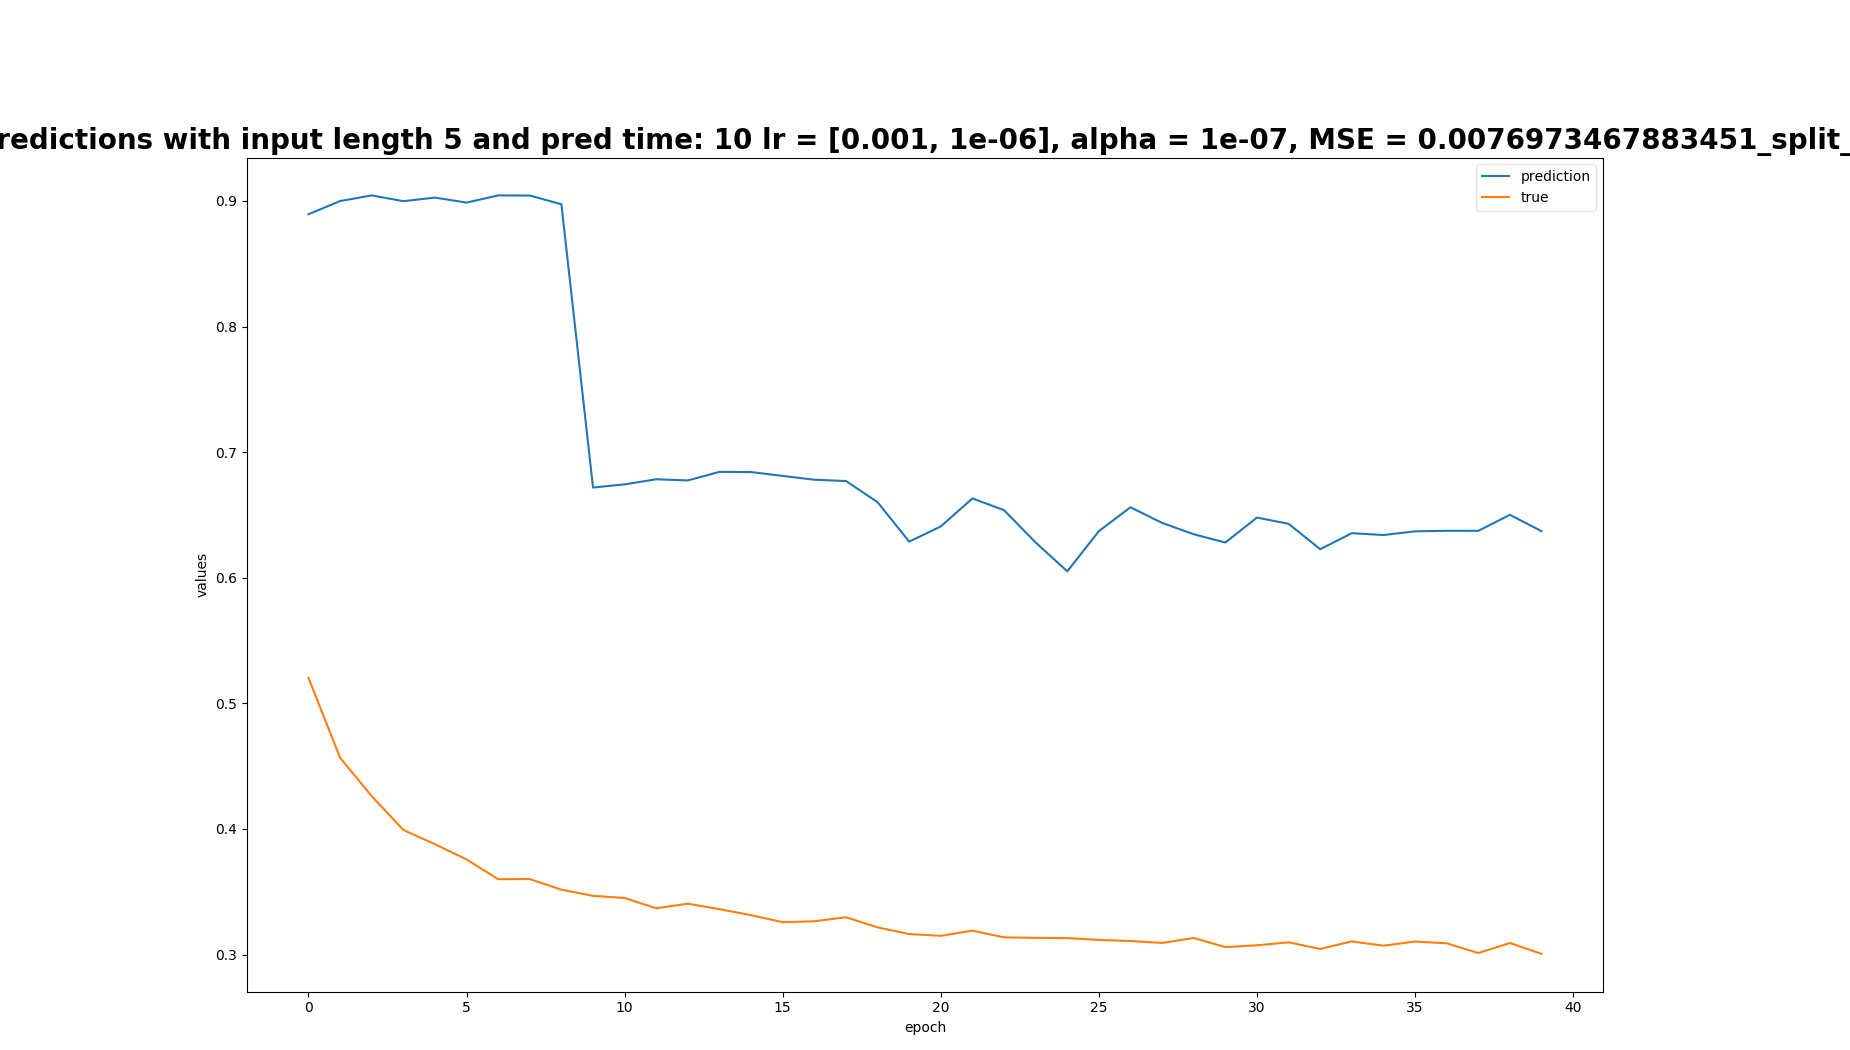 redictions with input length 5 and pred time: 10 lr = [0.001, 1e-06], alpha = 1e-07, MSE = 0.0076973467883451_split_
prediction
true
0.9
0.8
0.7
0.6
0.5
0.4
0.3
values
0 5 10 15 20 25 30 35 40
epoch